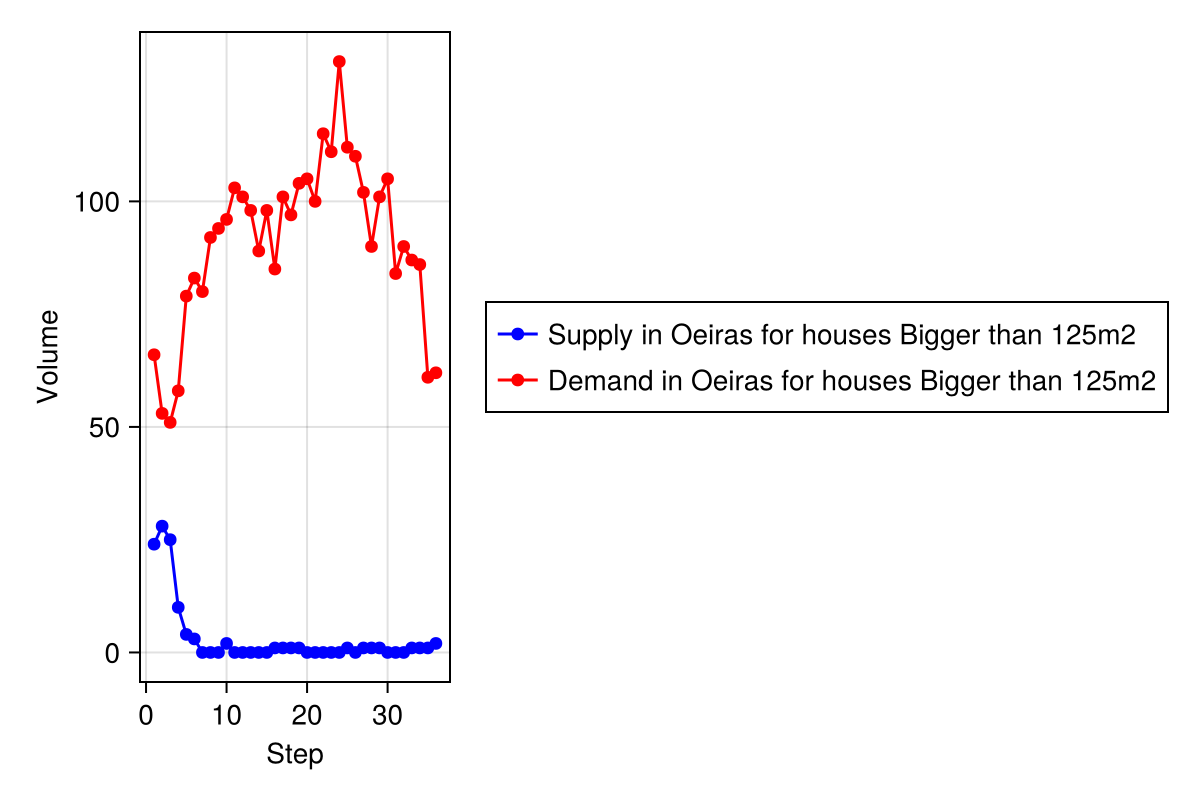 Volume
100
50
0
0 10 20 30
Step
Supply in Oeiras for houses Bigger than 125m2
Demand in Oeiras for houses Bigger than 125m2